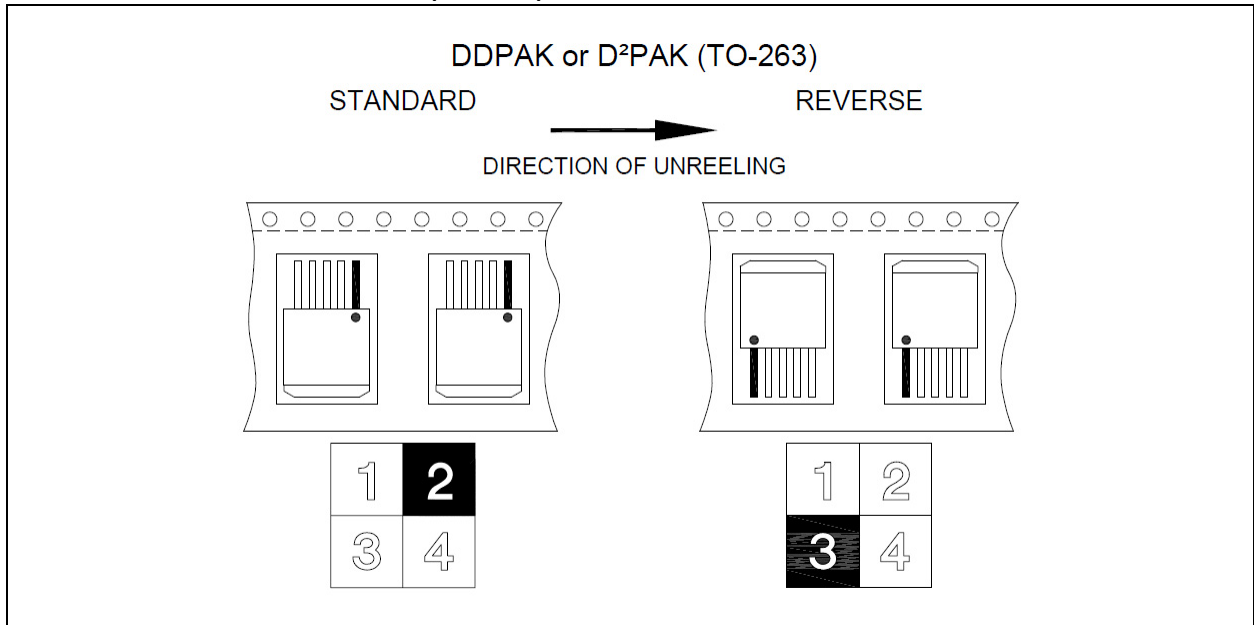 DDPAK or D²PAK (TO-263)
STANDARD REVERSE
DIRECTION OF UNREELING
1 2 1 2
3 4 3 4